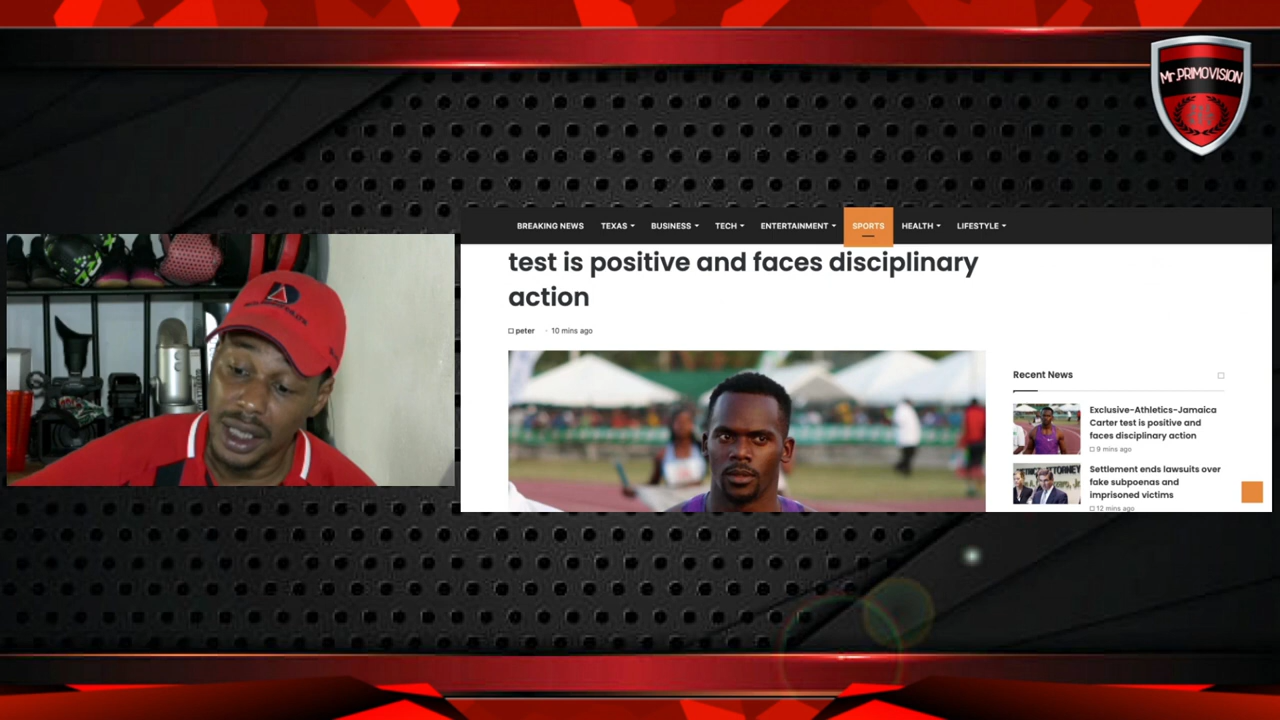 Mr.PRIMOVISION
BREAKING NEWS TEXAS BUSINESS TECH ENTERTAINMENT SPORTS HEALTH LIFESTYLE
test is positive and faces disciplinary
action
peter · 10 mins ago
Recent News
Exclusive-Athletics-Jamaica
Carter test is positive and
faces disciplinary action
9 mins ago
Settlement ends lawsuits over
fake subpoenas and
imprisoned victims
12 mins ago